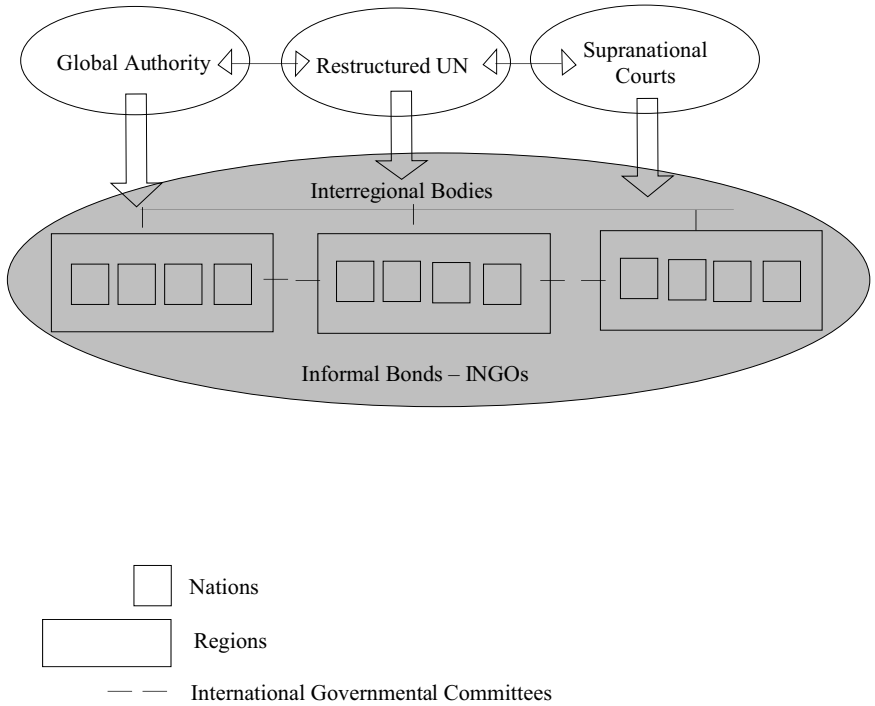 Global Authority
Restructured UN
Supranational
Courts
Interregional Bodies
Informal Bonds – INGOs
Nations
Regions
International Governmental Committees